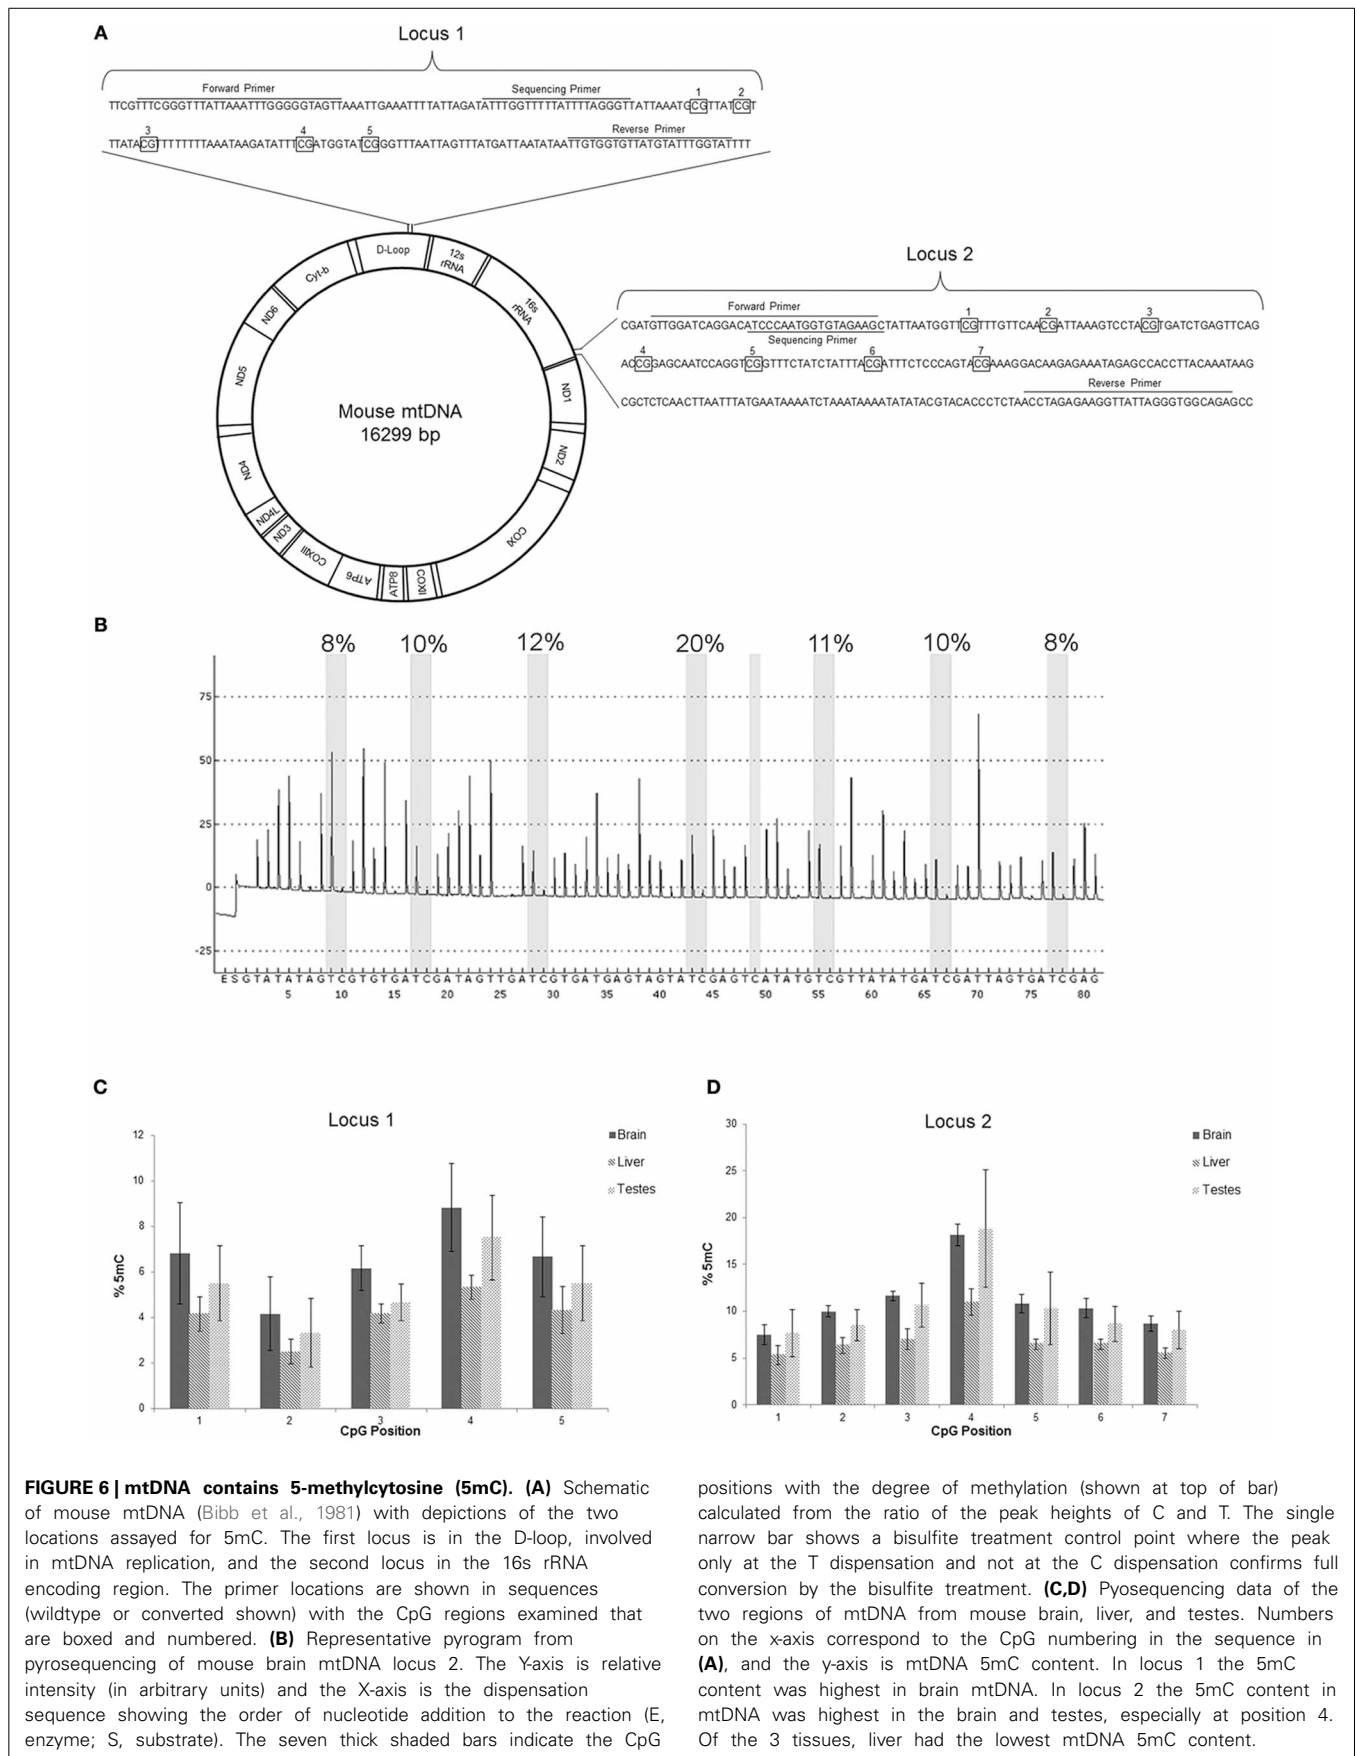 A
Locus 1
Forward Primer
Sequencing Primer
1
2
TTCGTTTCGGGTTTATTAAATTTGGGGGTAGTTAAATTGAAATTTTATTAGATATTTGGTTTTTATTTTAGGGTTATTAAATGCGTTATCGT
3
4
5
Reverse Primer
TTATACGTTTTTTTTAAATAAGATATTTCGATGGTATCGGGTTTAATTAGTTTATGATTAATATAATTGTGGTGTTATGTATTTGGTATTTT
D-Loop
12s
rRNA
16s
rRNA
ND1
ND2
COXI
COXII
ATP8
ATP6
COXIII
ND3
ND4L
ND4
ND5
ND6
Cyt-b
Mouse mtDNA
16299 bp
Locus 2
Forward Primer
1
2
3
CGATGTTGGATCAGGACATCCCAATGGTGTAGAAGCTATTAATGGTTCGTTTGTTCAACGATTAAAGTCCTACGTGATCTGAGTTCAG
Sequencing Primer
4
5
6
7
ACCGGAGCAATCCAGGTCGGTTTCTATCTATTTACGATTTCTCCCAGTACGAAAGGACAAGAGAAATAGAGCCACCTTACAAATAAG
Reverse Primer
CGCTCTCAACTTAATTTATGAATAAAATCTAAATAAAATATATACGTACACCCTCTAACCTAGAGAAGGTTATTAGGGTGGCAGAGCC
B
8% 10% 12% 20% 11% 10% 8%
75
50
25
0
-25
E S G T A T A T A G T C G T G T G A T C G A T A G T T G A T C G T G A T G A G T A G T A T C G A G T C A T A T G T C G T T A T A T G A T C G A T T A G T G A T C G A G
5 10 15 20 25 30 35 40 45 50 55 60 65 70 75 80
C
Locus 1
12
10
8
6
4
2
0
% 5mC
Brain
Liver
Testes
1 2 3 4 5
CpG Position
D
Locus 2
30
25
20
15
10
5
0
% 5mC
Brain
Liver
Testes
1 2 3 4 5 6 7
CpG Position
FIGURE 6 | mtDNA contains 5-methylcytosine (5mC). (A) Schematic
of mouse mtDNA (Bibb et al., 1981) with depictions of the two
locations assayed for 5mC. The first locus is in the D-loop, involved
in mtDNA replication, and the second locus in the 16s rRNA
encoding region. The primer locations are shown in sequences
(wildtype or converted shown) with the CpG regions examined that
are boxed and numbered. (B) Representative pyrogram from
pyrosequencing of mouse brain mtDNA locus 2. The Y-axis is relative
intensity (in arbitrary units) and the X-axis is the dispensation
sequence showing the order of nucleotide addition to the reaction (E,
enzyme; S, substrate). The seven thick shaded bars indicate the CpG
positions with the degree of methylation (shown at top of bar)
calculated from the ratio of the peak heights of C and T. The single
narrow bar shows a bisulfite treatment control point where the peak
only at the T dispensation and not at the C dispensation confirms full
conversion by the bisulfite treatment. (C,D) Pyosequencing data of the
two regions of mtDNA from mouse brain, liver, and testes. Numbers
on the x-axis correspond to the CpG numbering in the sequence in
(A), and the y-axis is mtDNA 5mC content. In locus 1 the 5mC
content was highest in brain mtDNA. In locus 2 the 5mC content in
mtDNA was highest in the brain and testes, especially at position 4.
Of the 3 tissues, liver had the lowest mtDNA 5mC content.